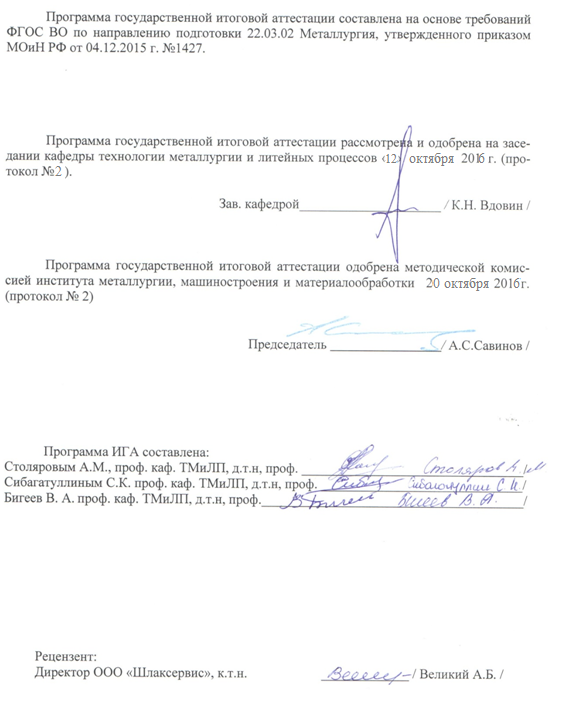 Программа государственной итоговой аттестации составлена на основе требований
ФГОС ВО по направлению подготовки 22.03.02 Металлургия, утвержденного приказом
МОиН РФ от 04.12.2015 г. №1427.
Программа государственной итоговой аттестации рассмотрена и одобрена на засе-
дании кафедры технологии металлургии и литейных процессов «12» октября 2016 г. (про-
токол №2 ).
Зав. кафедрой / К.Н. Вдовин /
Программа государственной итоговой аттестации одобрена методической комис-
сией института металлургии, машиностроения и материалообработки 20 октября 2016г.
(протокол № 2)
Председатель / А.С.Савинов /
Программа ИГА составлена:
Столяровым А.М., проф. каф. ТМиЛП, д.т.н, проф. Столяров А.М
Сибагатуллиным С.К. проф. каф. ТМиЛП, д.т.н, проф. Сибагатуллин С.К. /
Бигеев В. А. проф. каф. ТМиЛП, д.т.н, проф. Бигеев В.А. /
Рецензент:
Директор ООО «Шлаксервис», к.т.н. / Великий А.Б. /